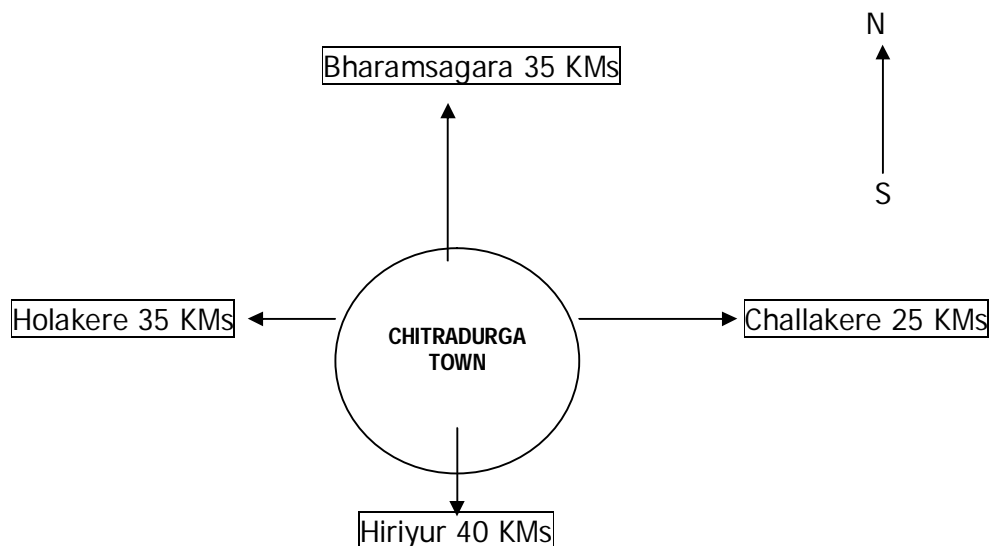 N
Bharamsagara 35 KMs
S
Holakere 35 KMs
Challakere 25 KMs
CHITRADURGA
TOWN
Hiriyur 40 KMs